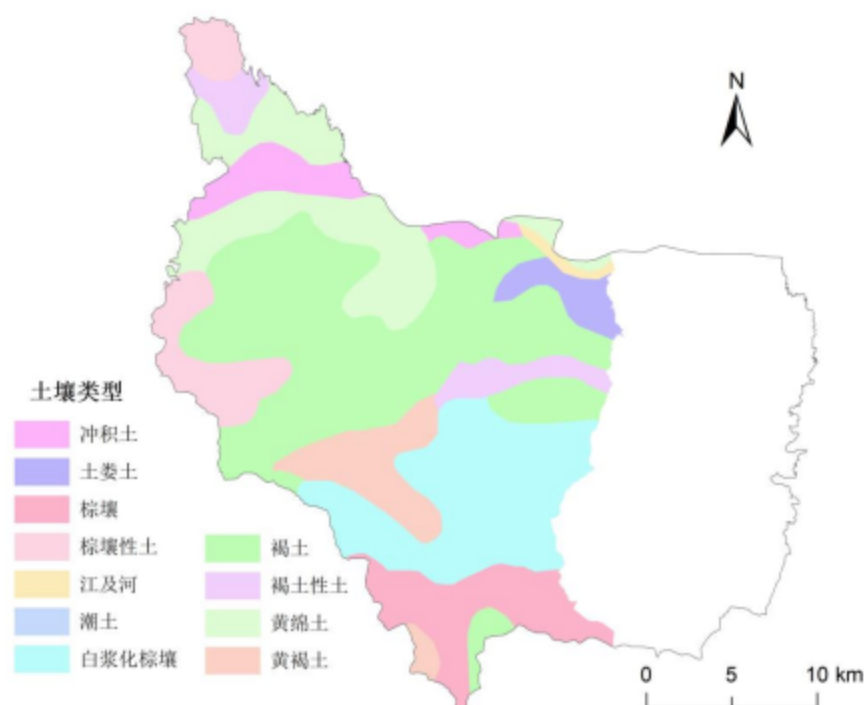 N
土壤类型
冲积土
土娄土
棕壤
棕壤性土
江及河
潮土
白浆化棕壤
褐土
褐土性土
黄绵土
黄褐土
0 5 10 km